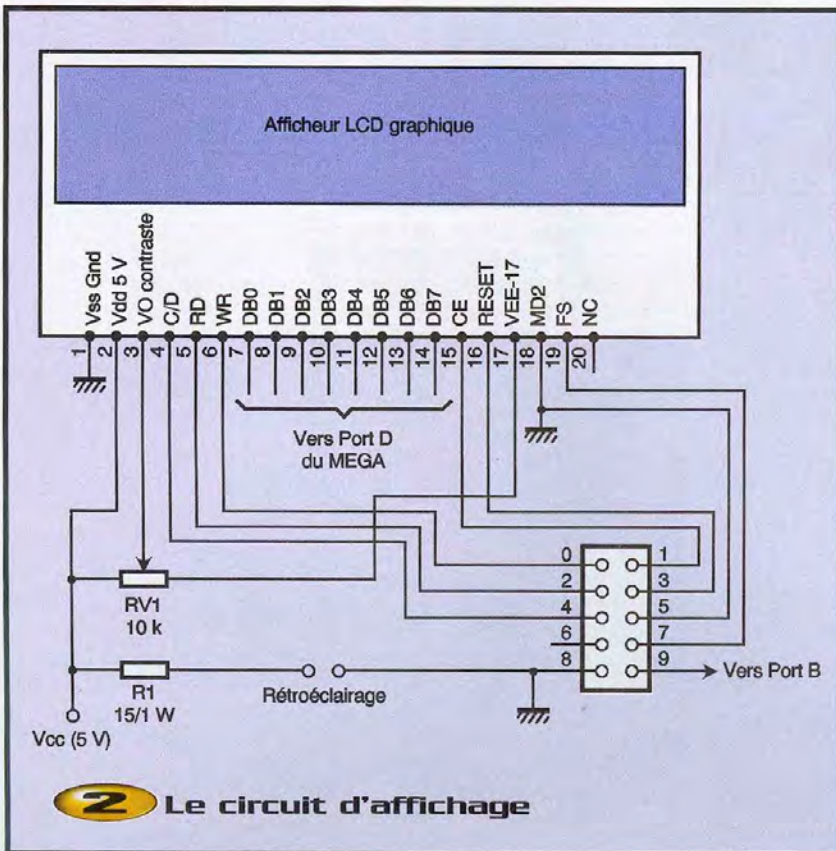 Afficheur LCD graphique
Vss Gnd
Vdd 5 V
VO contraste
C/D
RD
WR
DB0
DB1
DB2
DB3
DB4
DB5
DB6
DB7
CE
RESET
VEE-17
MD2
FS
NC
1
2
3
4
5
6
7
8
9
10
11
12
13
14
15
16
17
18
19
20
Vers Port D
du MEGA
RV1
10 k
R1
15/1 W
Vcc (5 V)
Rétroéclairage
0 1
2 3
4 5
6 7
8 9
Vers Port B
2 Le circuit d'affichage